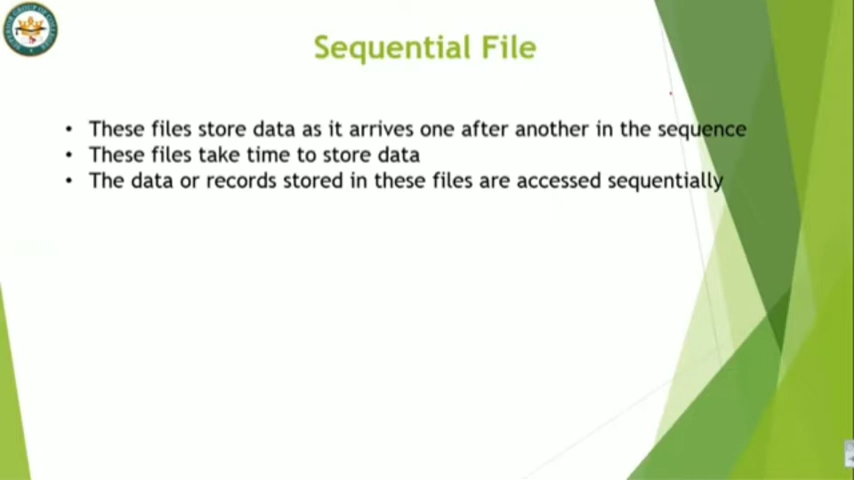 Sequential File
• These files store data as it arrives one after another in the sequence
• These files take time to store data
• The data or records stored in these files are accessed sequentially